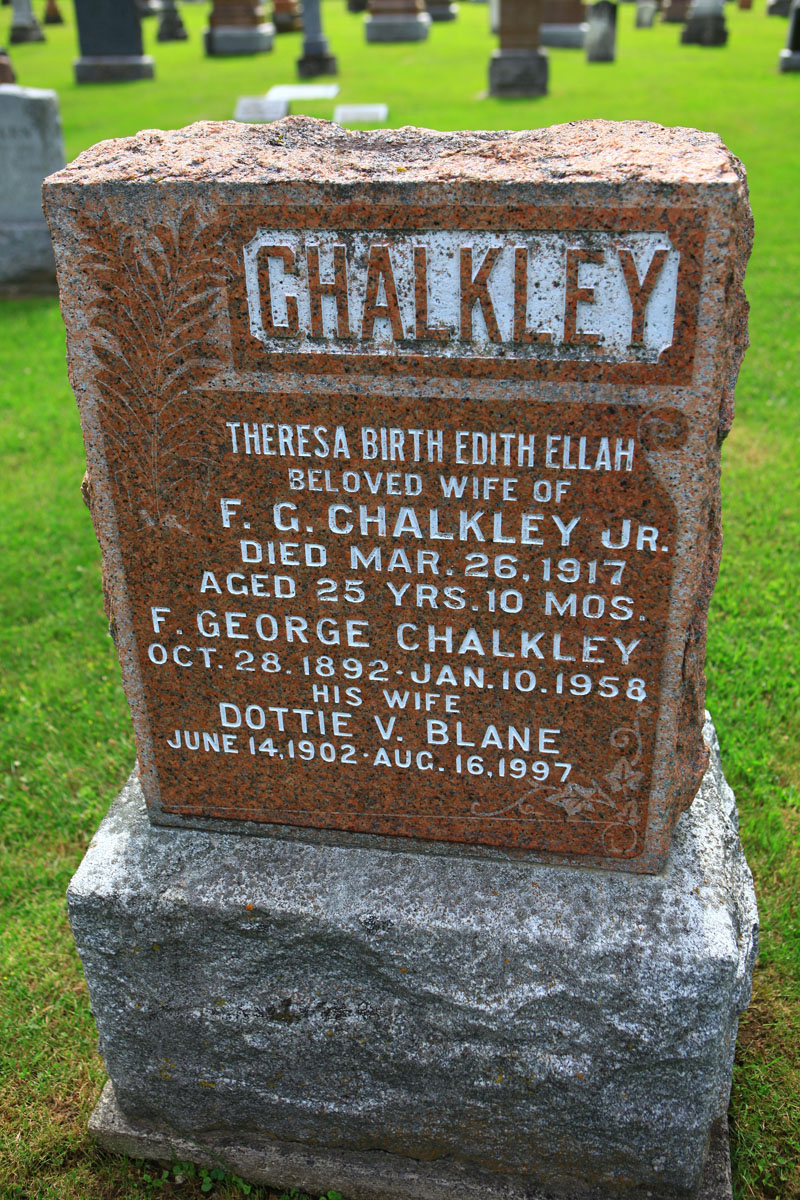 CHALKLEY
THERESA BIRTH EDITH ELLAH
BELOVED WIFE OF
F. G. CHALKLEY JR.
DIED MAR. 26, 1917
AGED 25 YRS. 10 MOS.
F. GEORGE CHALKLEY
OCT. 28. 1892 · JAN. 10. 1958
HIS WIFE
DOTTIE V. BLANE
JUNE 14, 1902 · AUG. 16, 1997